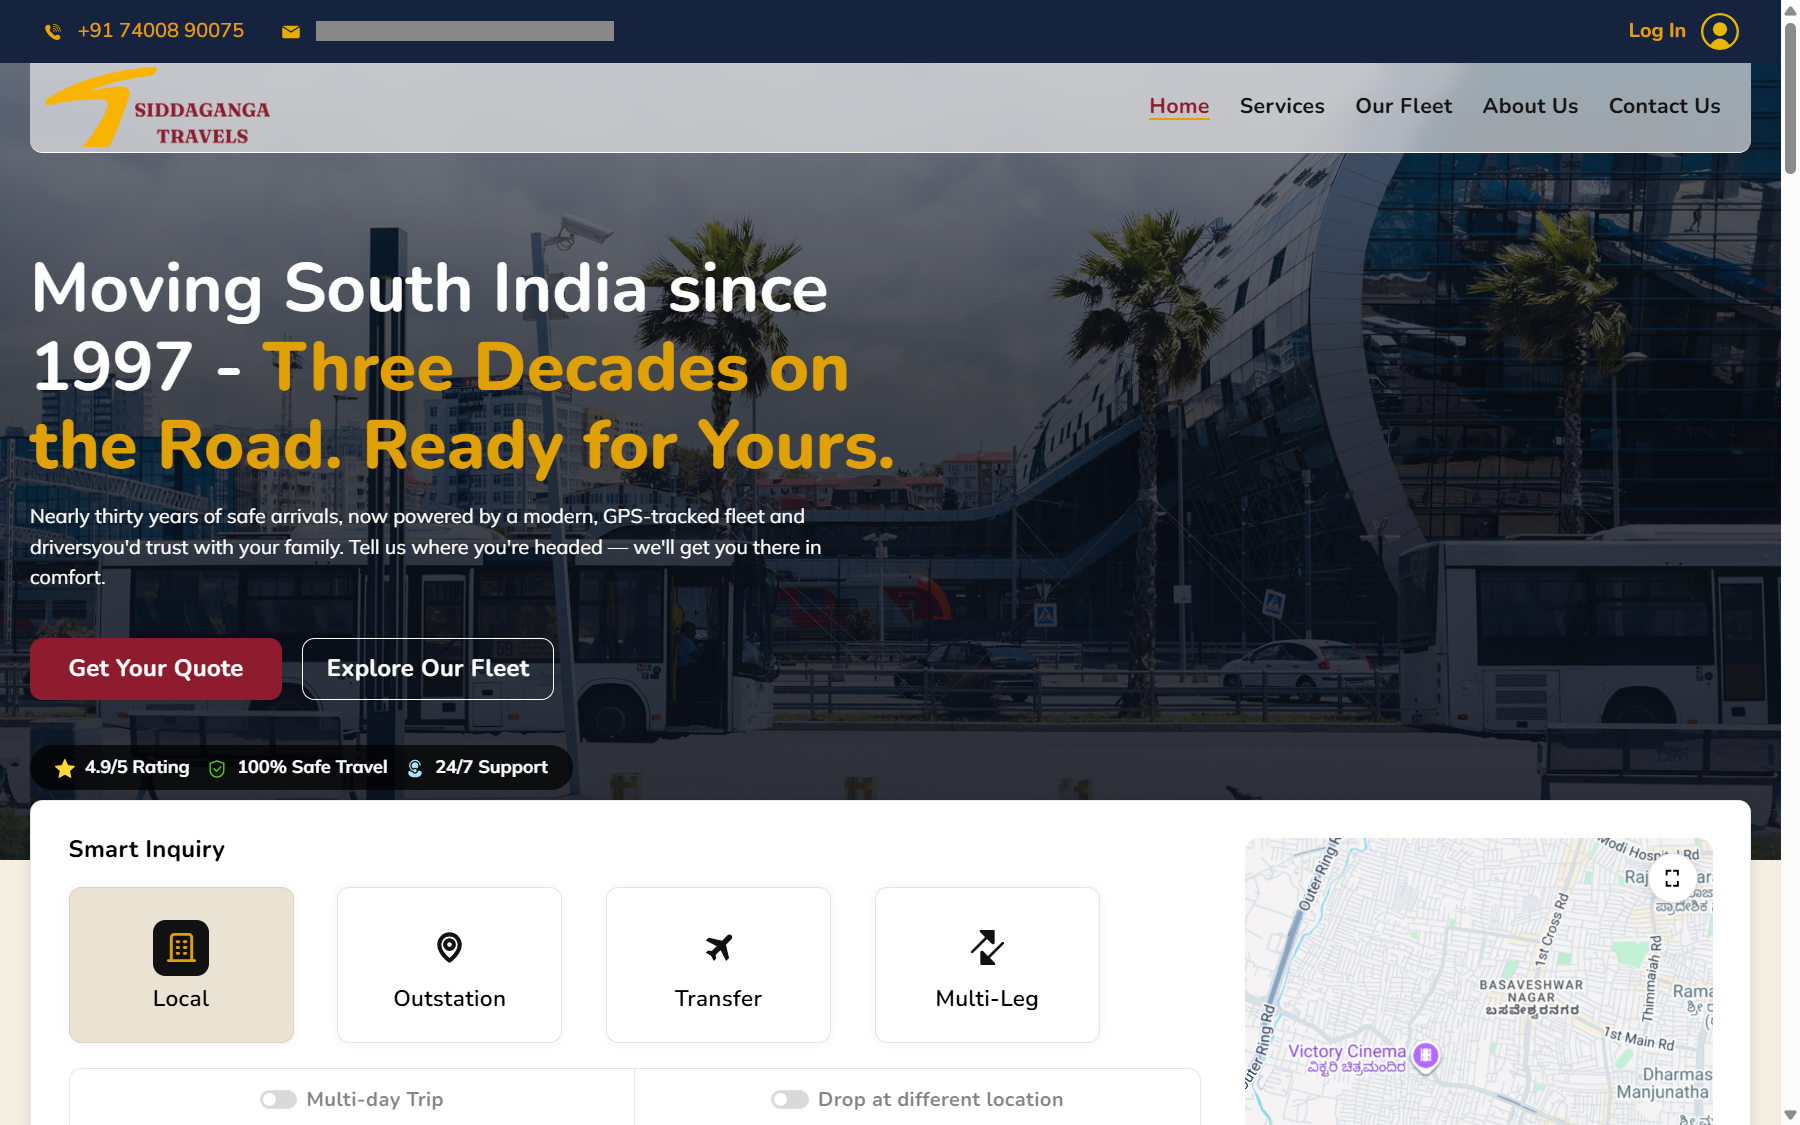 +91 74008 90075
Log In
SIDDAGANGA
TRAVELS
Home Services Our Fleet About Us Contact Us
Moving South India since
1997 - Three Decades on
the Road. Ready for Yours.
Nearly thirty years of safe arrivals, now powered by a modern, GPS-tracked fleet and
driversyou'd trust with your family. Tell us where you're headed — we'll get you there in
comfort.
Get Your Quote Explore Our Fleet
4.9/5 Rating 100% Safe Travel 24/7 Support
Smart Inquiry
Local Outstation Transfer Multi-Leg
Multi-day Trip Drop at different location
Outer Ring R
Modi Hospital Rd
1st Cross Rd
Thimmaiah Rd
BASAVESHWAR
NAGAR
ಬಸವೇಶ್ವರನಗರ
1st Main Rd
Victory Cinema
ವಿಕ್ಟರಿ ಚಿತ್ರಮಂದಿರ
Outer Ring Rd
Dharmas
Manjunatha